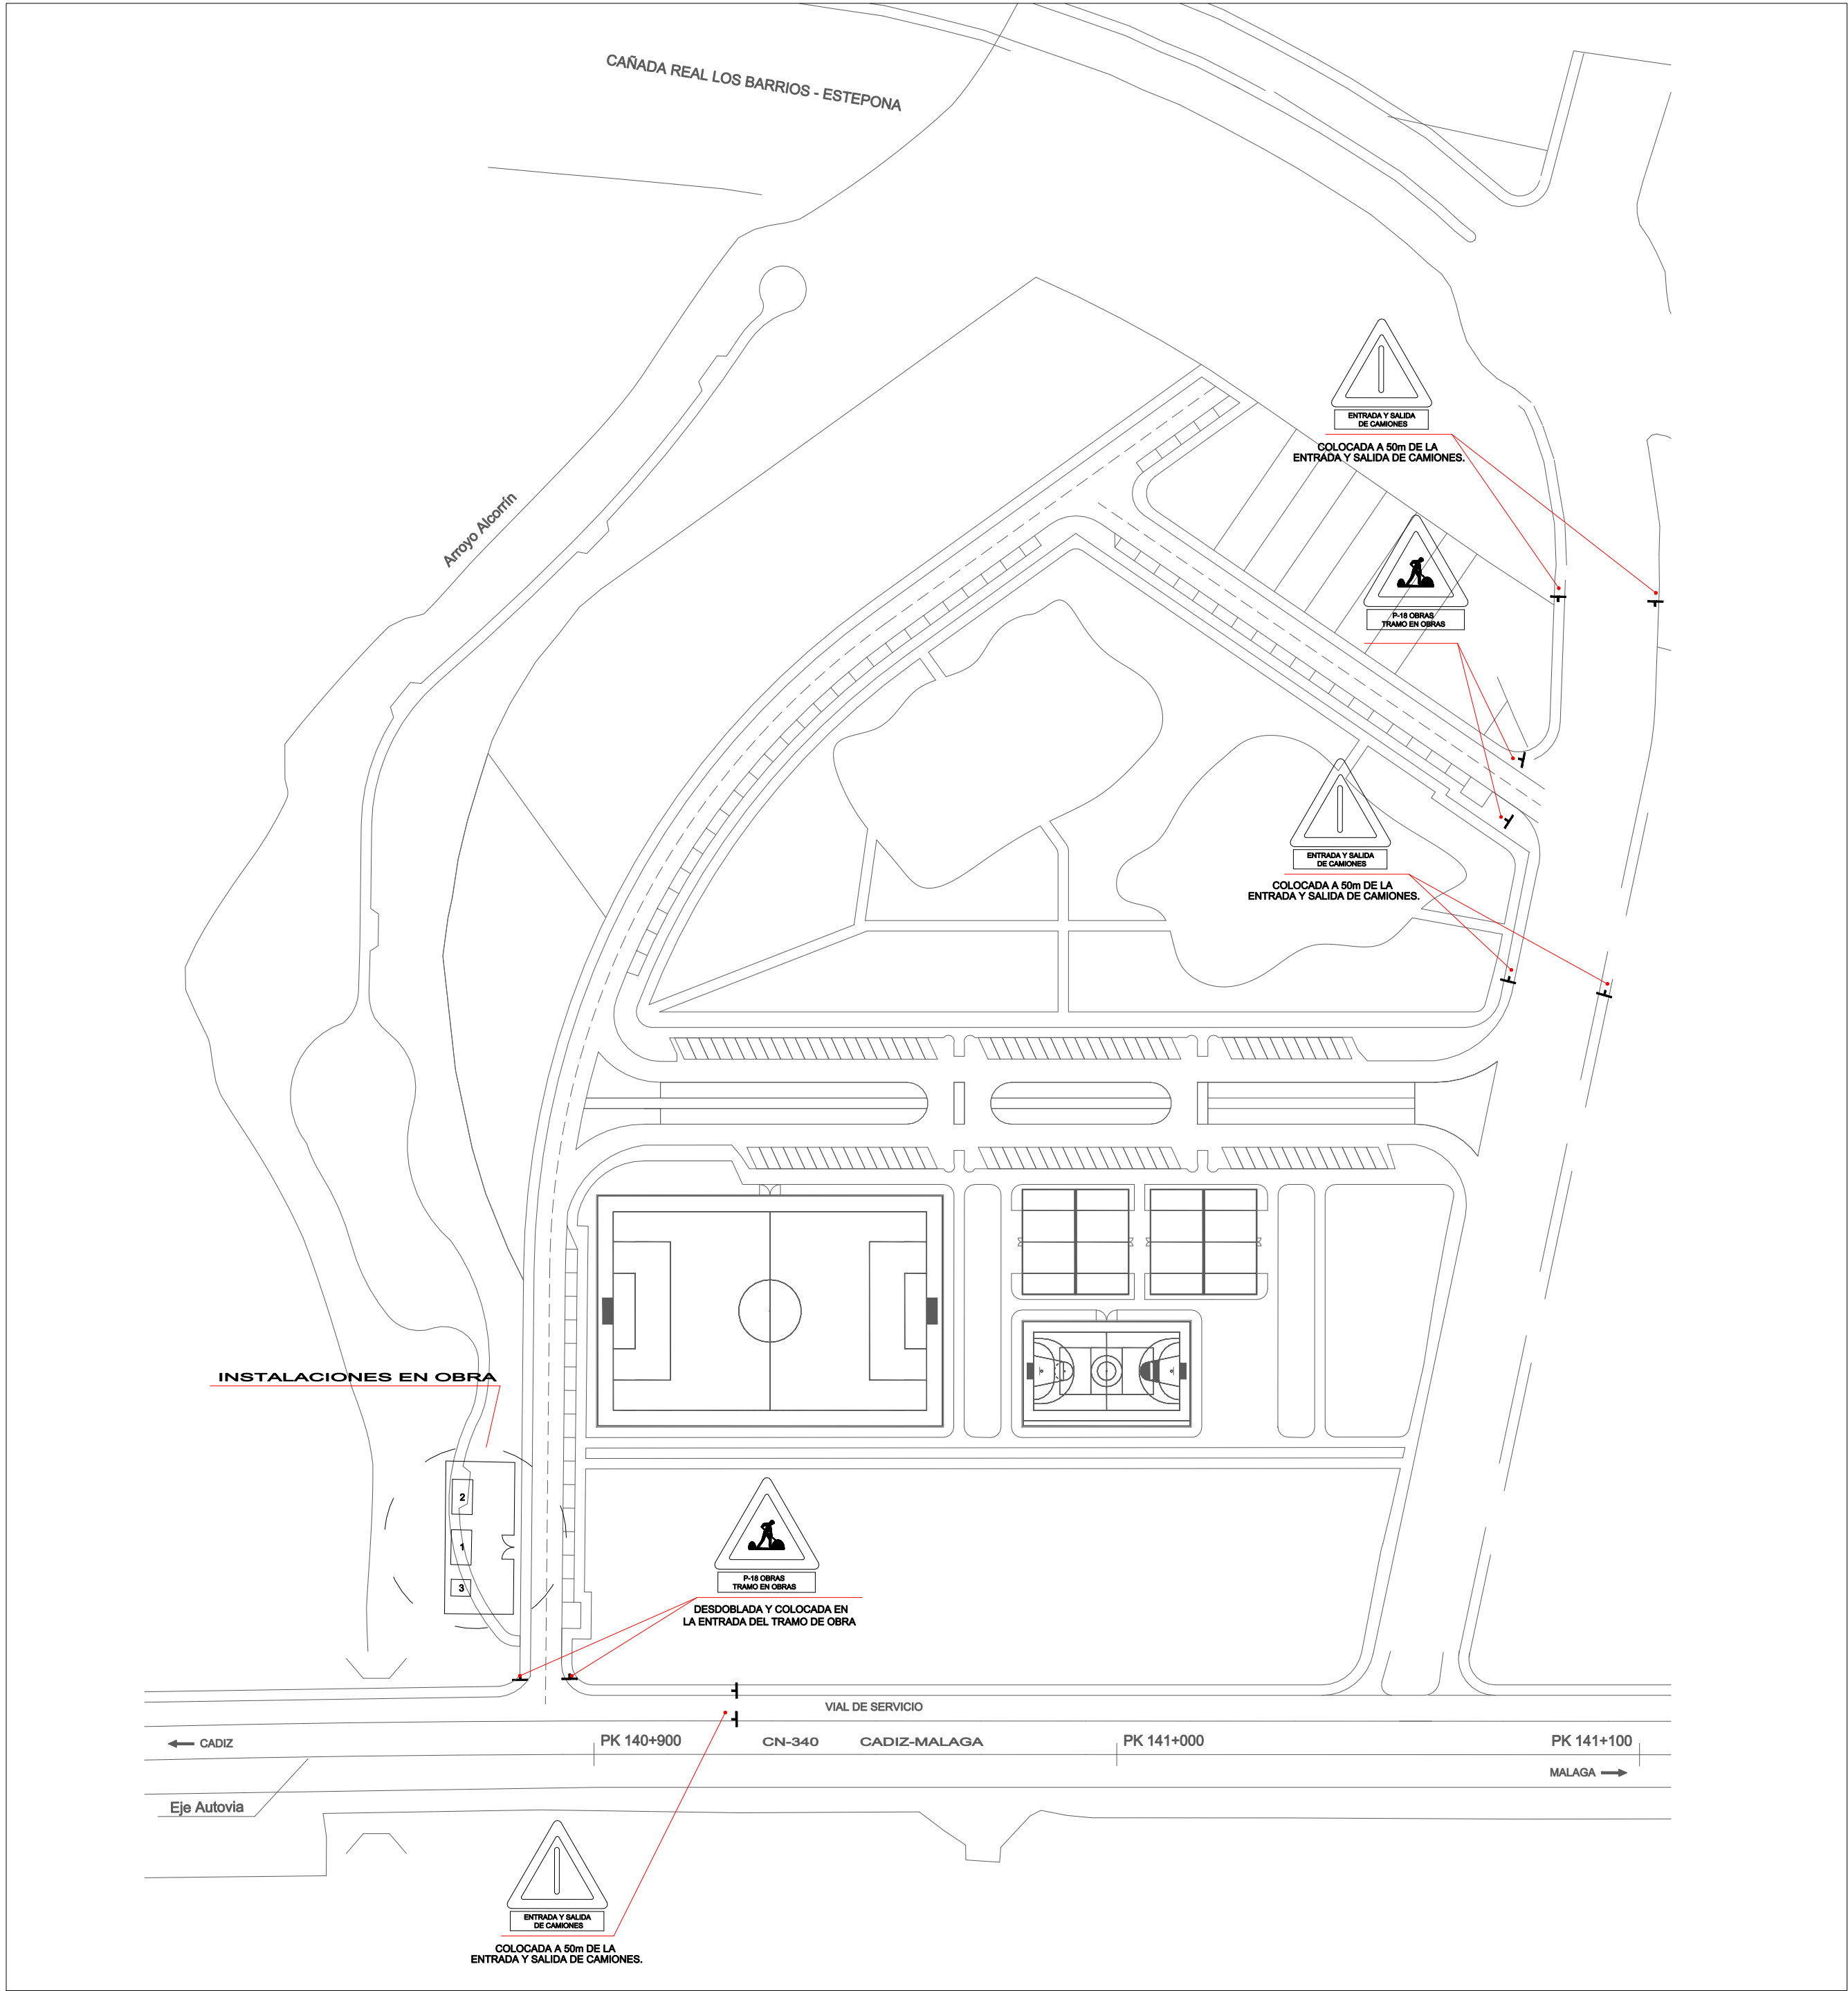 CAÑADA REAL LOS BARRIOS - ESTEPONA
ENTRADA Y SALIDA
DE CAMIONES
COLOCADA A 50m DE LA
ENTRADA Y SALIDA DE CAMIONES.
Arroyo Alcorrín
P-18 OBRAS
TRAMO EN OBRAS
ENTRADA Y SALIDA
DE CAMIONES
COLOCADA A 50m DE LA
ENTRADA Y SALIDA DE CAMIONES.
INSTALACIONES EN OBRA
2
1
3
P-18 OBRAS
TRAMO EN OBRAS
DESDOBLADA Y COLOCADA EN
LA ENTRADA DEL TRAMO DE OBRA
VIAL DE SERVICIO
CADIZ
PK 140+900
CN-340 CADIZ-MALAGA
PK 141+000
PK 141+100
MALAGA
Eje Autovia
ENTRADA Y SALIDA
DE CAMIONES
COLOCADA A 50m DE LA
ENTRADA Y SALIDA DE CAMIONES.